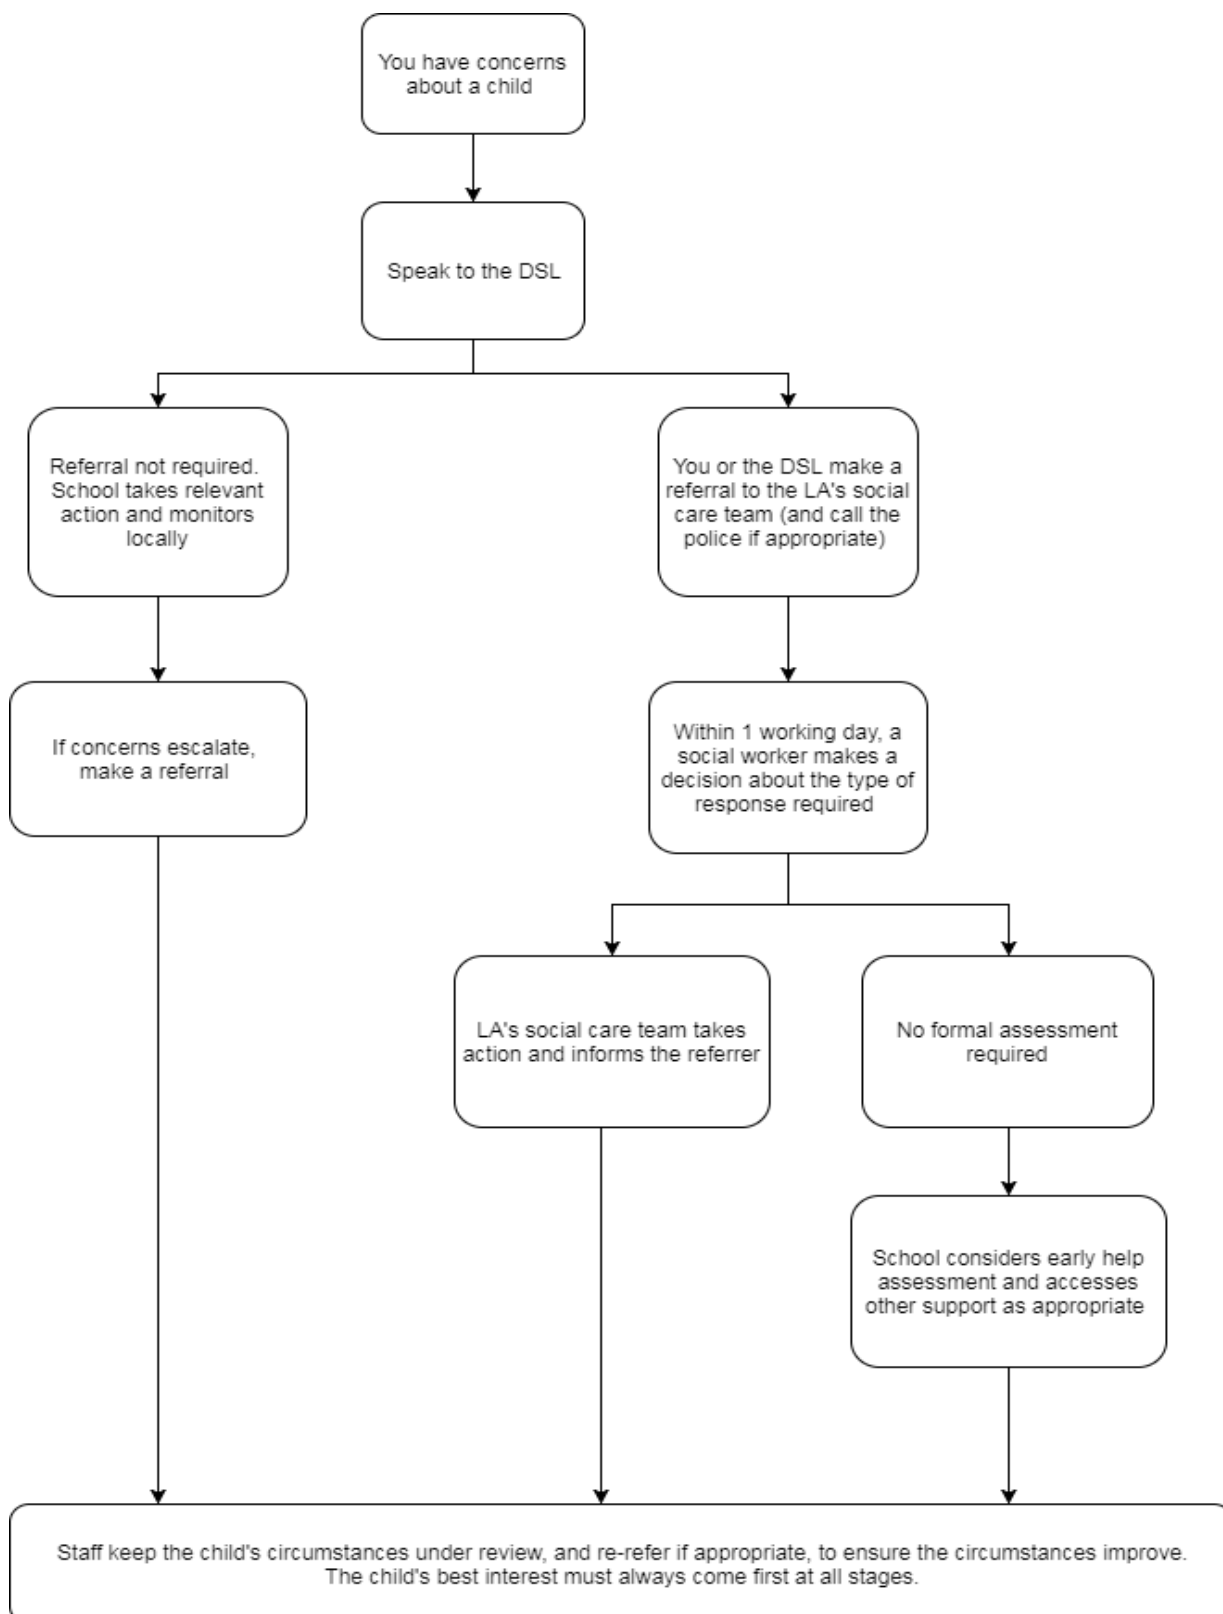 You have concerns
about a child
Speak to the DSL
Referral not required.
School takes relevant
action and monitors
locally
You or the DSL make a
referral to the LA's social
care team (and call the
police if appropriate)
If concerns escalate,
make a referral
Within 1 working day, a
social worker makes a
decision about the type of
response required
LA's social care team takes
action and informs the referrer
No formal assessment
required
School considers early help
assessment and accesses
other support as appropriate
Staff keep the child's circumstances under review, and re-refer if appropriate, to ensure the circumstances improve.
The child's best interest must always come first at all stages.